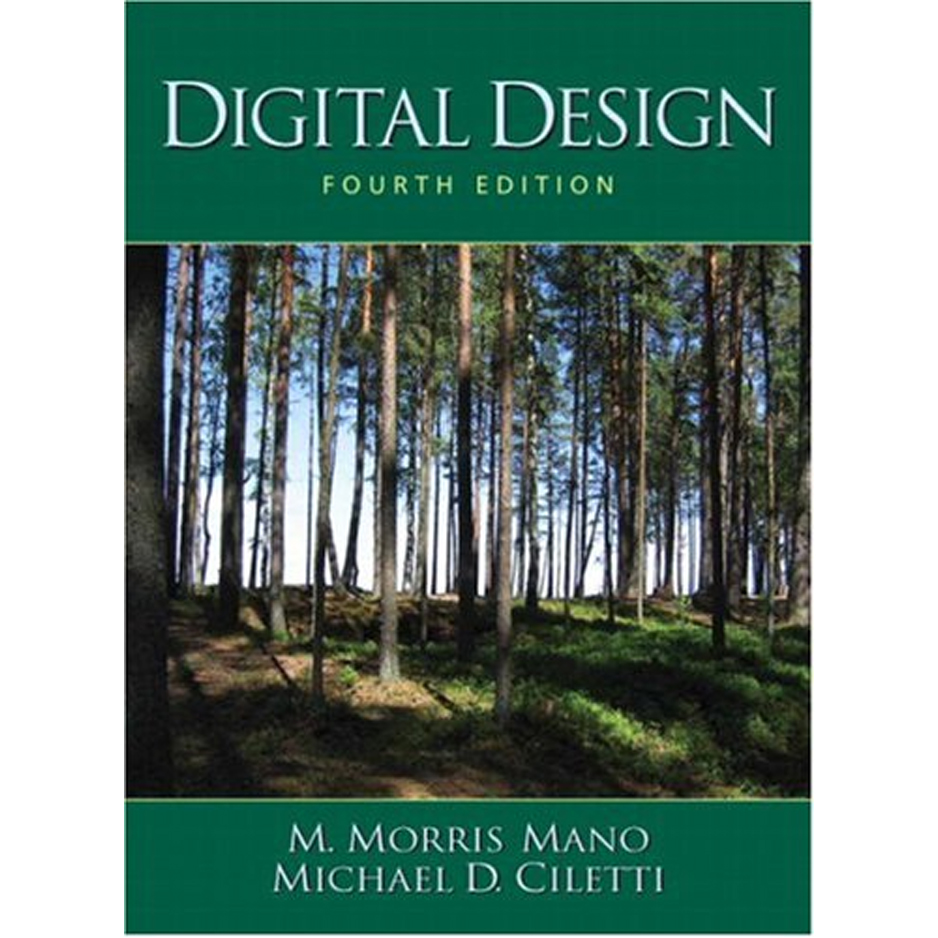 DIGITAL DESIGN
FOURTH EDITION
M. MORRIS MANO
MICHAEL D. CILETTI